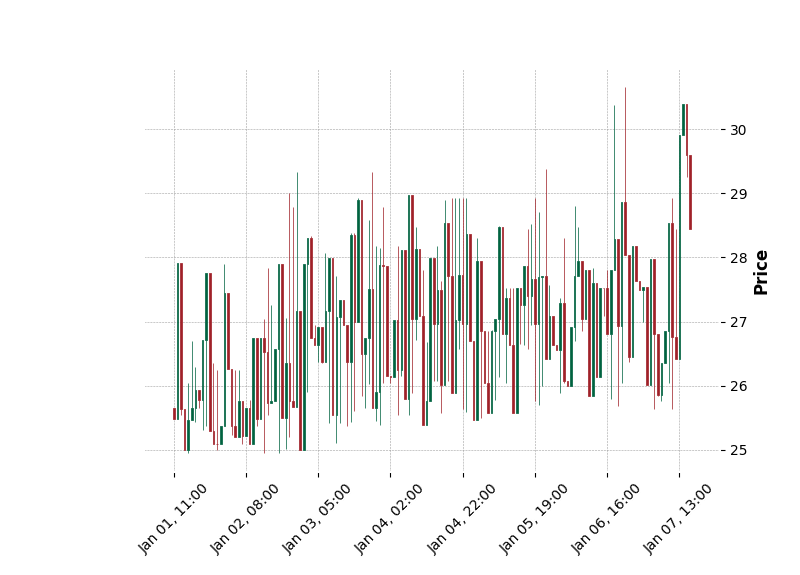 30
29
28
27
26
25
Price
Jan 01, 11:00
Jan 02, 08:00
Jan 03, 05:00
Jan 04, 02:00
Jan 04, 22:00
Jan 05, 19:00
Jan 06, 16:00
Jan 07, 13:00